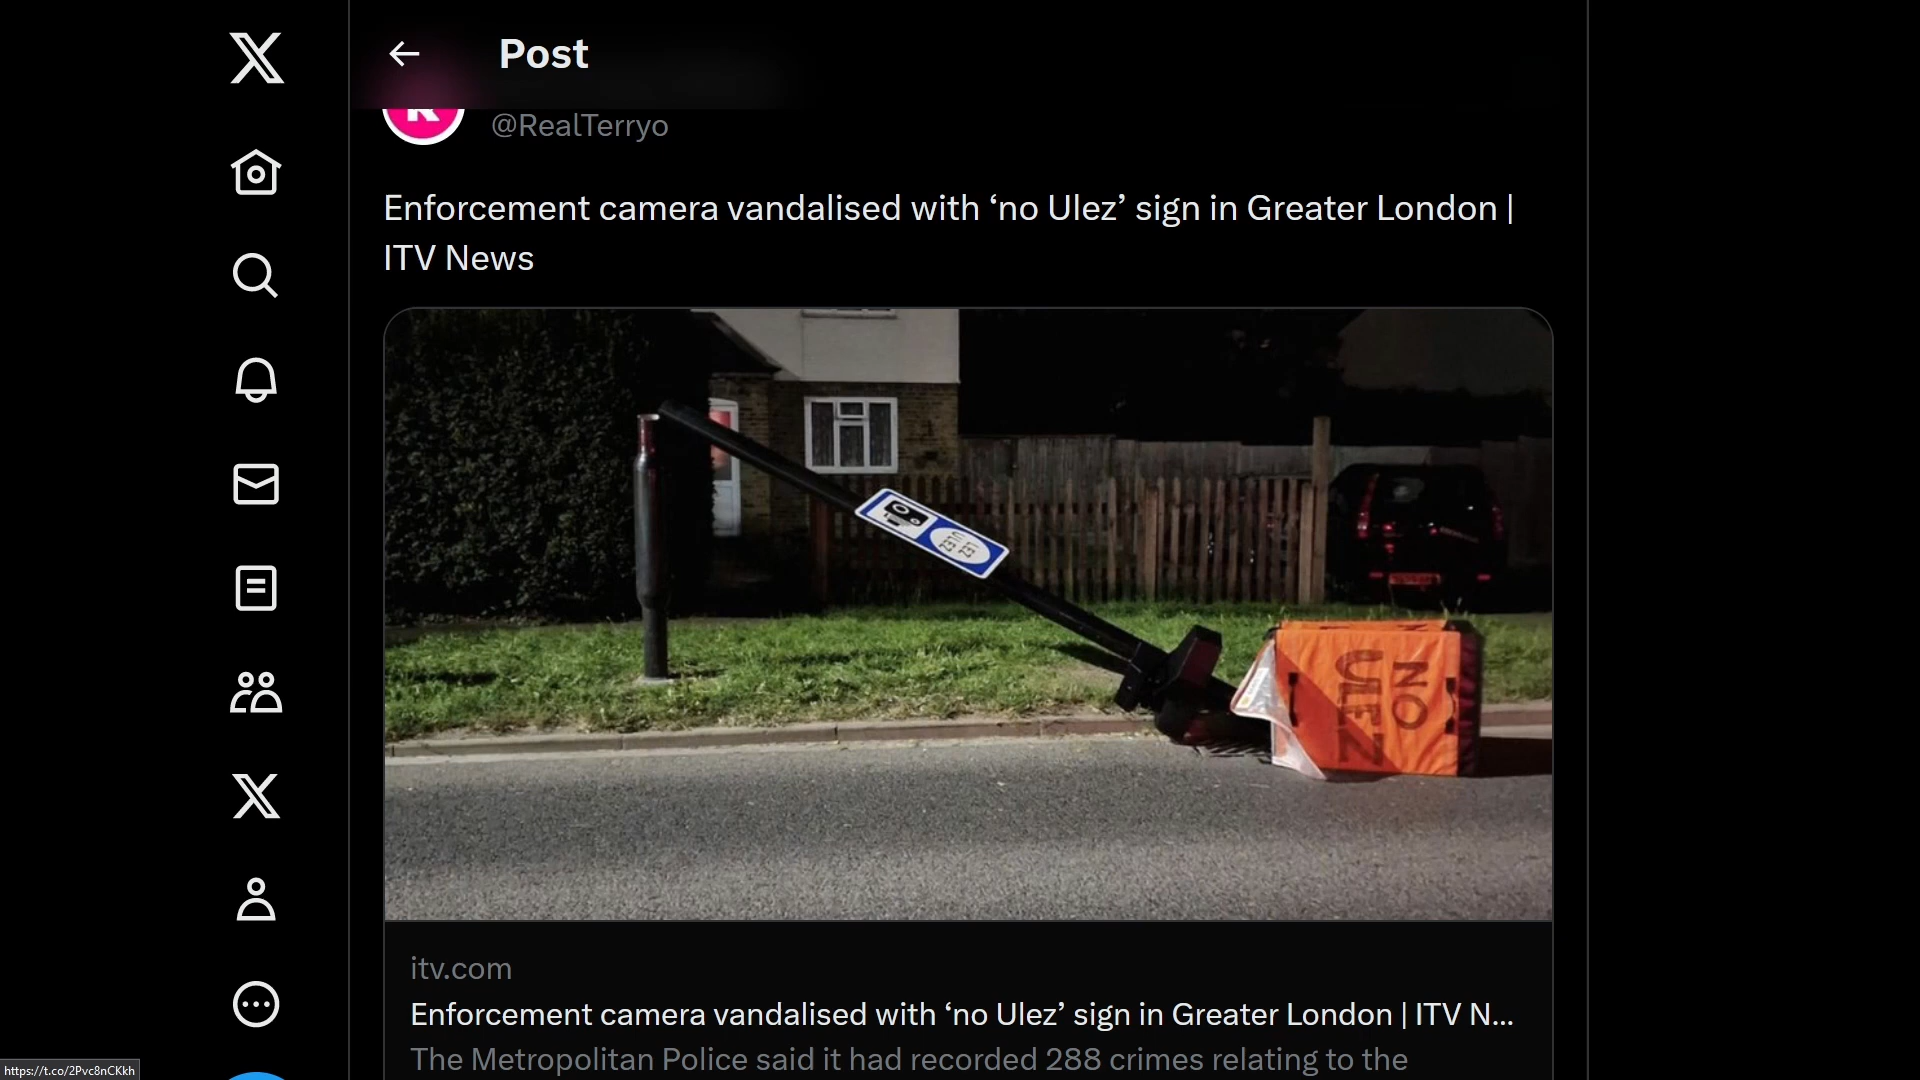 Post
@RealTerryo
Enforcement camera vandalised with ‘no Ulez’ sign in Greater London |
ITV News
ULEZ
LEZ
NO
ULEZ
itv.com
Enforcement camera vandalised with ‘no Ulez’ sign in Greater London | ITV N...
The Metropolitan Police said it had recorded 288 crimes relating to the
https://t.co/2Pvc8nCKkh